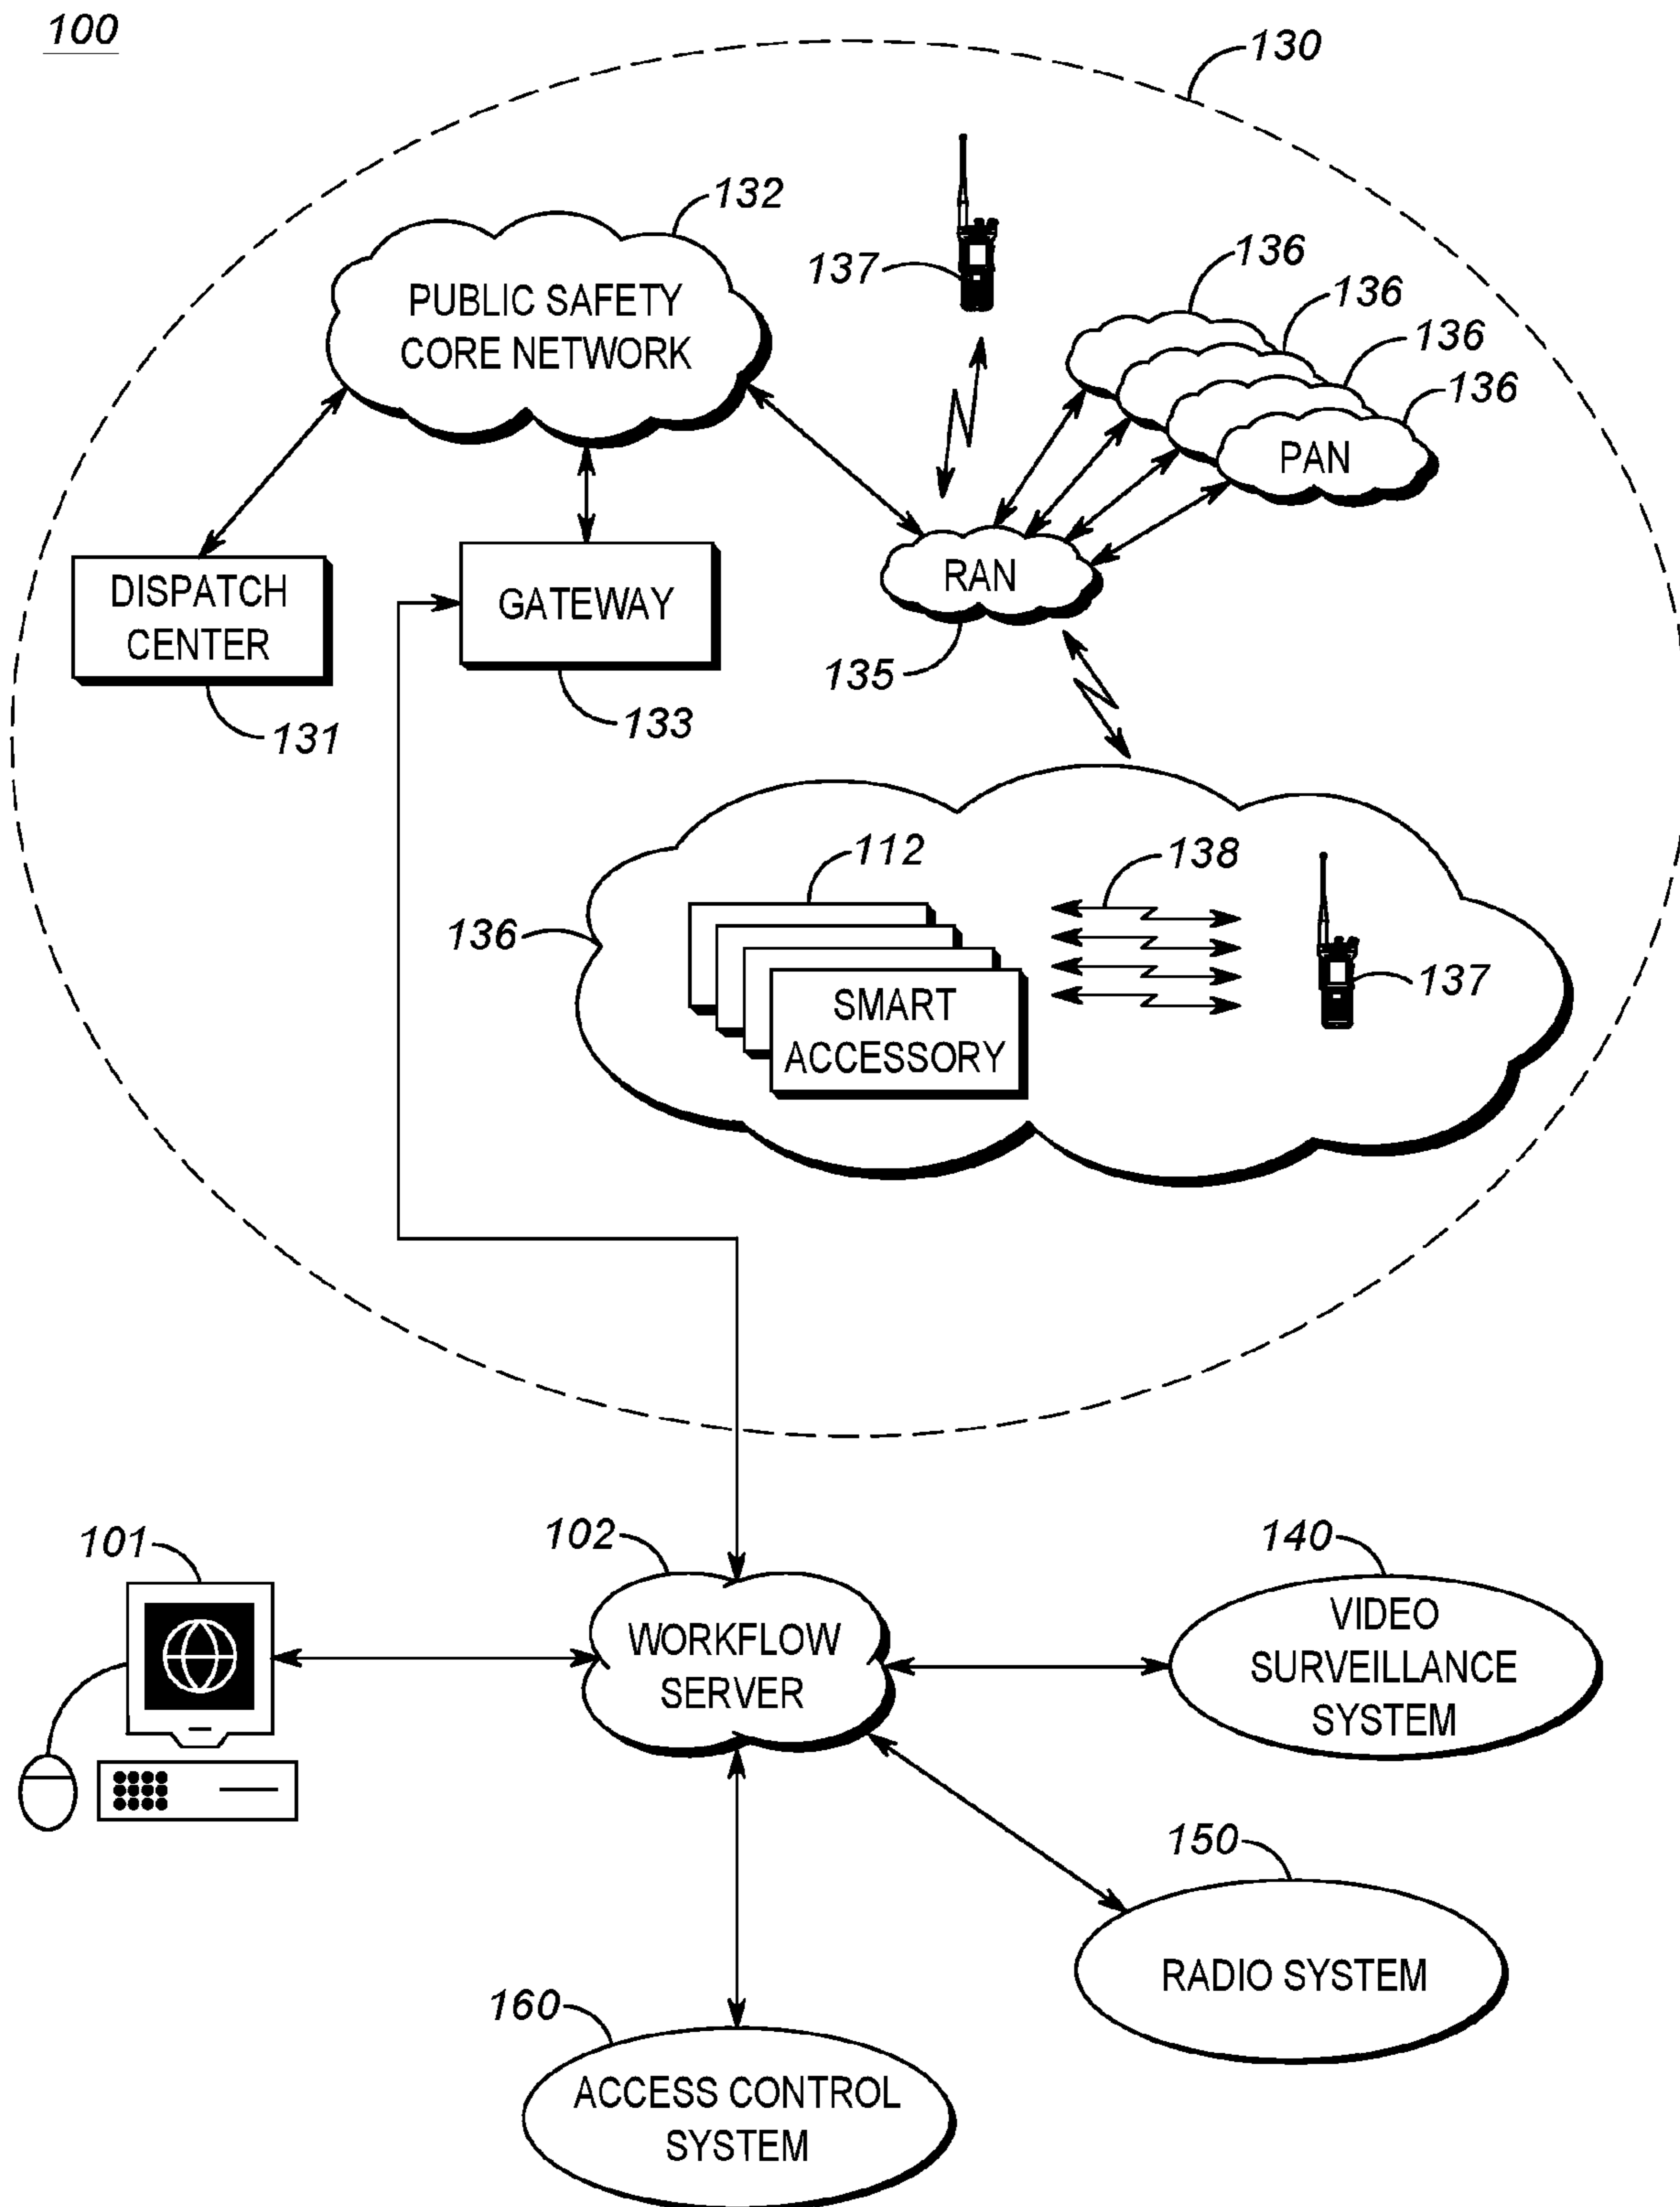 100
130
132
PUBLIC SAFETY
CORE NETWORK
137
136
136
136
136
PAN
DISPATCH
CENTER
GATEWAY
RAN
135
131
133
112
138
136
137
SMART
ACCESSORY
101
102
140
WORKFLOW
SERVER
VIDEO
SURVEILLANCE
SYSTEM
150
RADIO SYSTEM
160
ACCESS CONTROL
SYSTEM